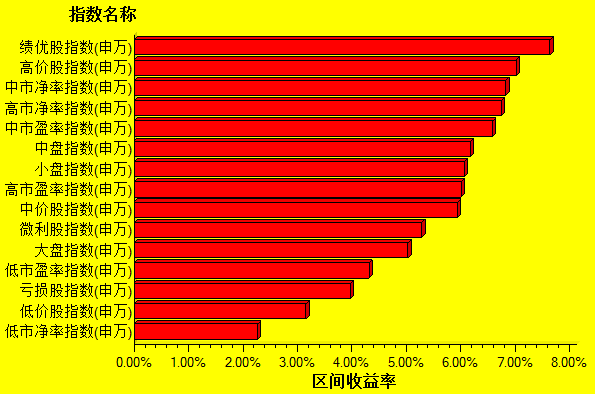 指数名称
绩优股指数(申万)
高价股指数(申万)
中市净率指数(申万)
高市净率指数(申万)
中市盈率指数(申万)
中盘指数(申万)
小盘指数(申万)
高市盈率指数(申万)
中价股指数(申万)
微利股指数(申万)
大盘指数(申万)
低市盈率指数(申万)
亏损股指数(申万)
低价股指数(申万)
低市净率指数(申万)
0.00% 1.00% 2.00% 3.00% 4.00% 5.00% 6.00% 7.00% 8.00%
区间收益率